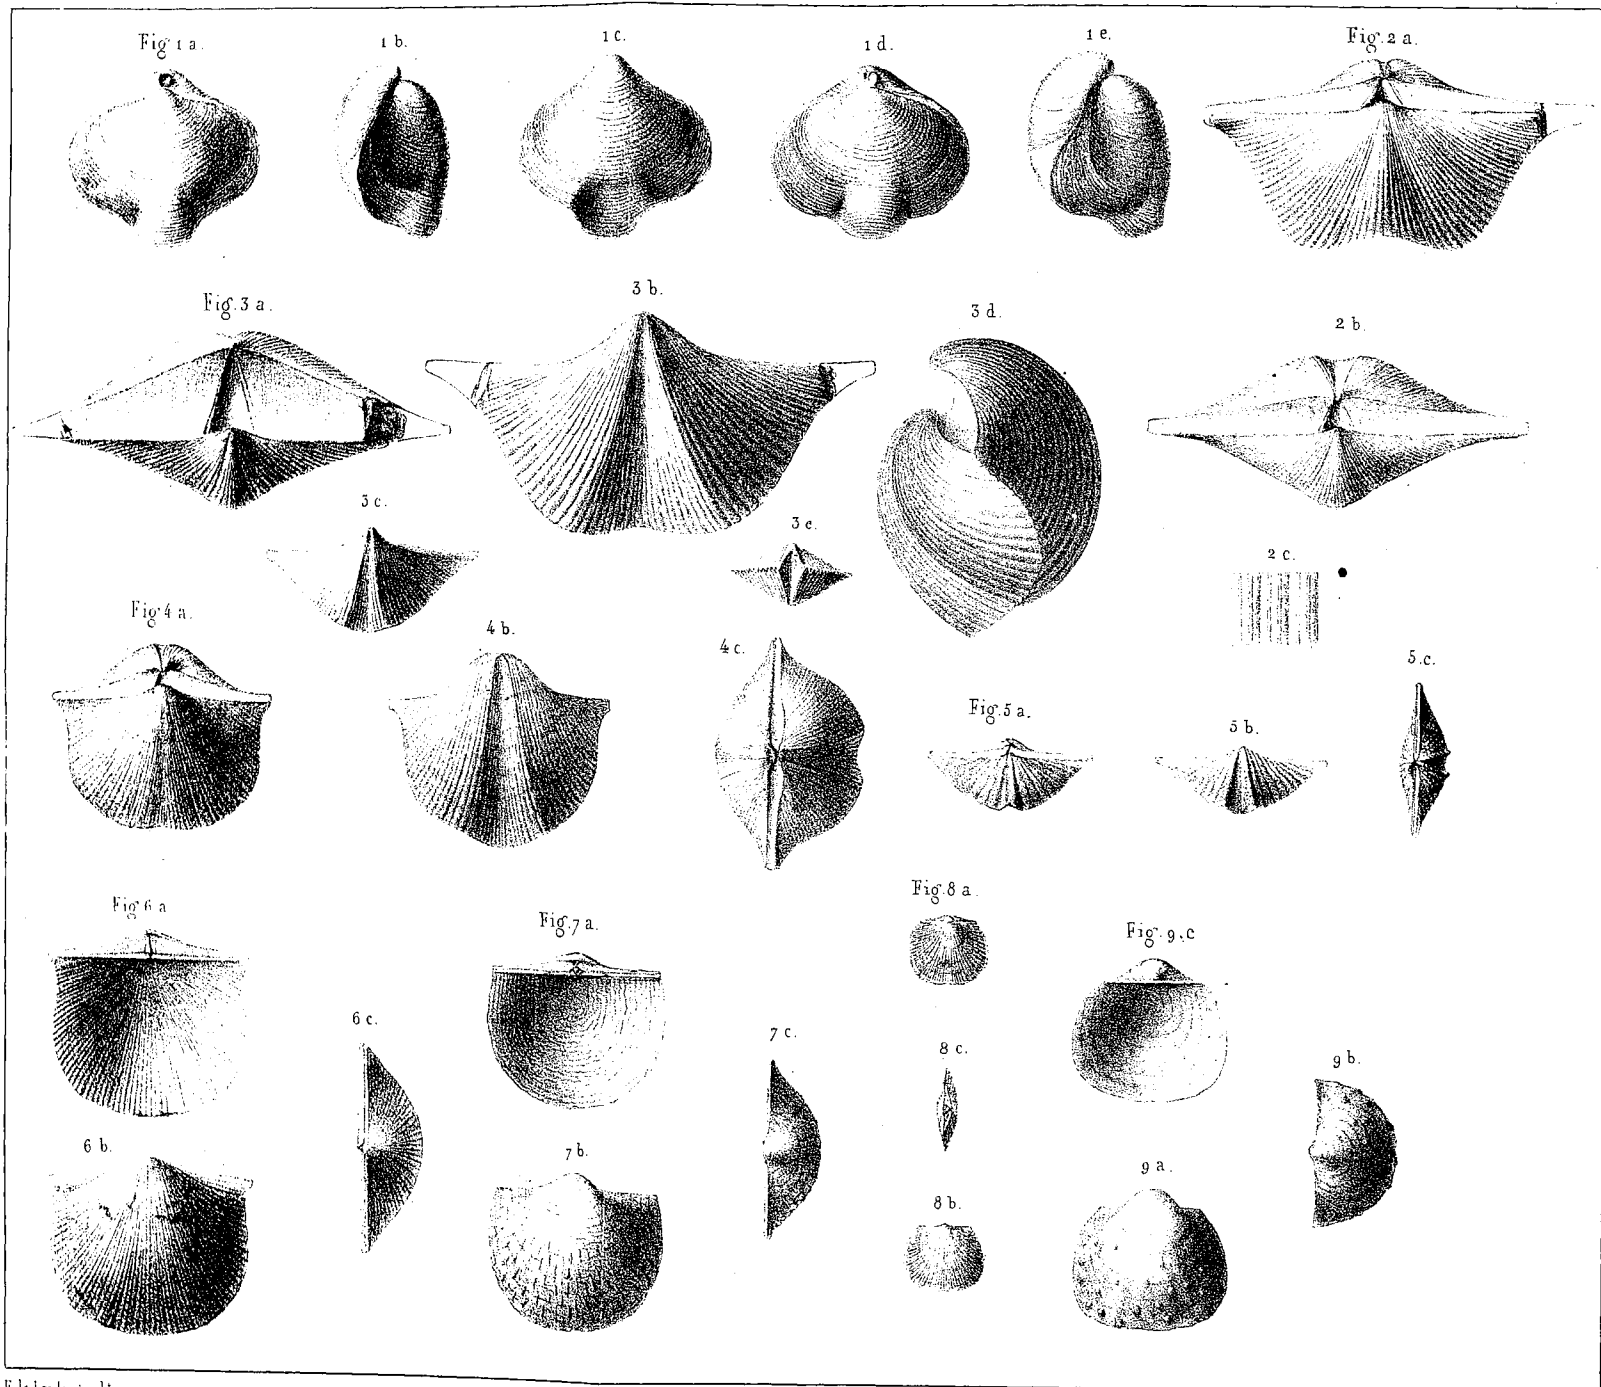 Fig 1 a.
1 b.
1 c.
1 d.
1 e.
Fig. 2 a.
Fig. 3 a.
3 b.
3 d.
2 b.
3 c.
3 e.
2 c.
Fig 4 a.
4 b.
4 c.
Fig. 5 a.
5 b.
5. c.
Fig 6 a
Fig. 7 a.
Fig. 8 a.
Fig. 9. c
6 c.
7 c.
8 c.
9 b.
6 b.
7 b.
8 b.
9 a.